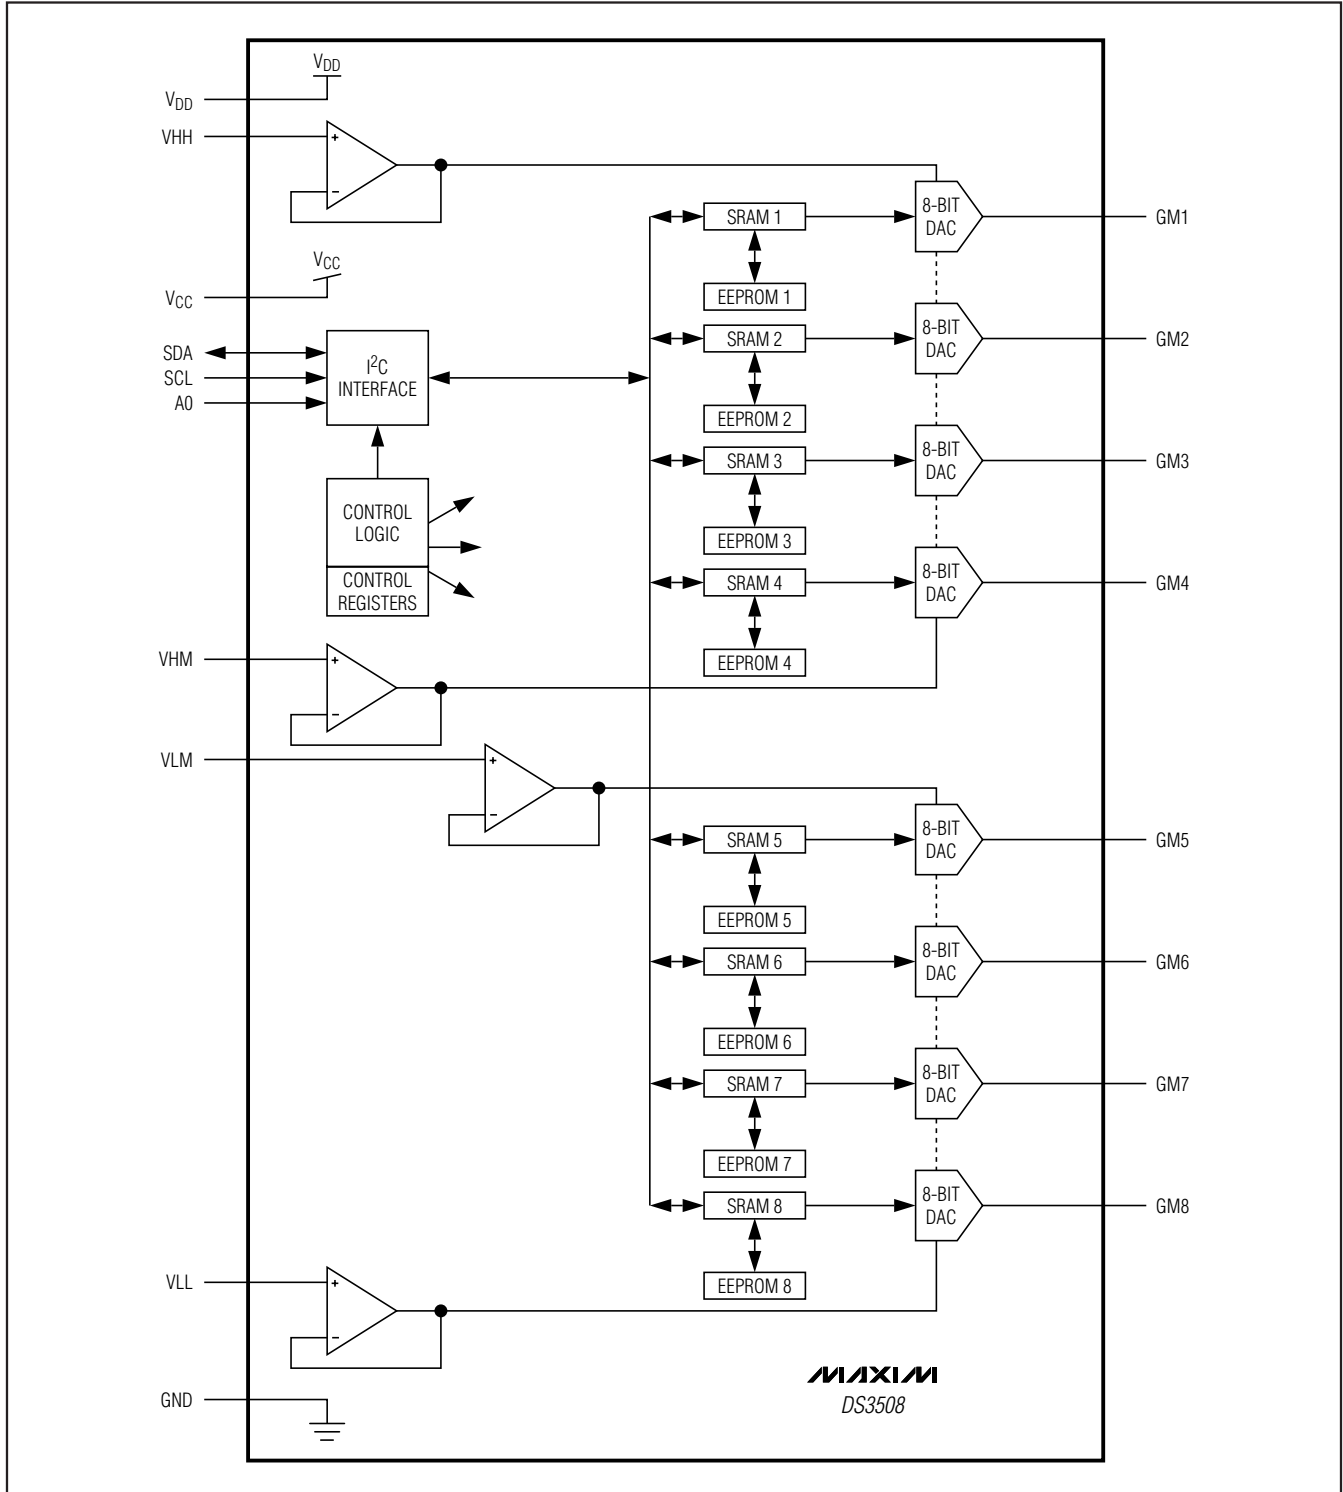 VDD
VDD
VHH
+
−
8-BIT
DAC
SRAM 1
GM1
EEPROM 1
VCC
VCC
SDA
SCL
A0
I2C
INTERFACE
8-BIT
DAC
SRAM 2
GM2
EEPROM 2
8-BIT
DAC
SRAM 3
GM3
CONTROL
LOGIC
EEPROM 3
CONTROL
REGISTERS
8-BIT
DAC
SRAM 4
GM4
EEPROM 4
VHM
+
−
VLM
+
−
8-BIT
DAC
SRAM 5
GM5
EEPROM 5
8-BIT
DAC
SRAM 6
GM6
EEPROM 6
8-BIT
DAC
SRAM 7
GM7
EEPROM 7
8-BIT
DAC
SRAM 8
GM8
EEPROM 8
VLL
+
−
MAXIM
DS3508
GND